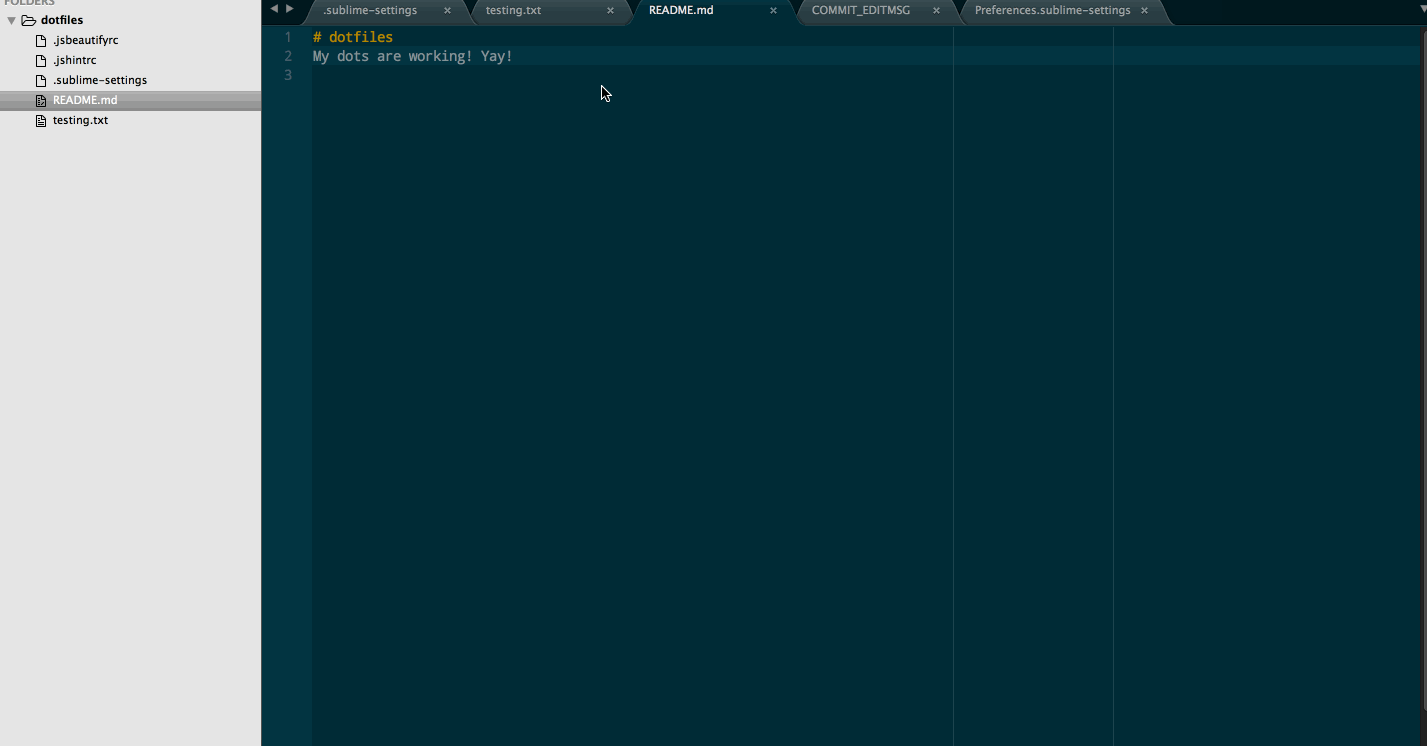 FOLDERS
dotfiles
.jsbeautifyrc
.jshintrc
.sublime-settings
README.md
testing.txt
.sublime-settings × testing.txt × README.md × COMMIT_EDITMSG × Preferences.sublime-settings ×
1 # dotfiles
2 My dots are working! Yay!
3